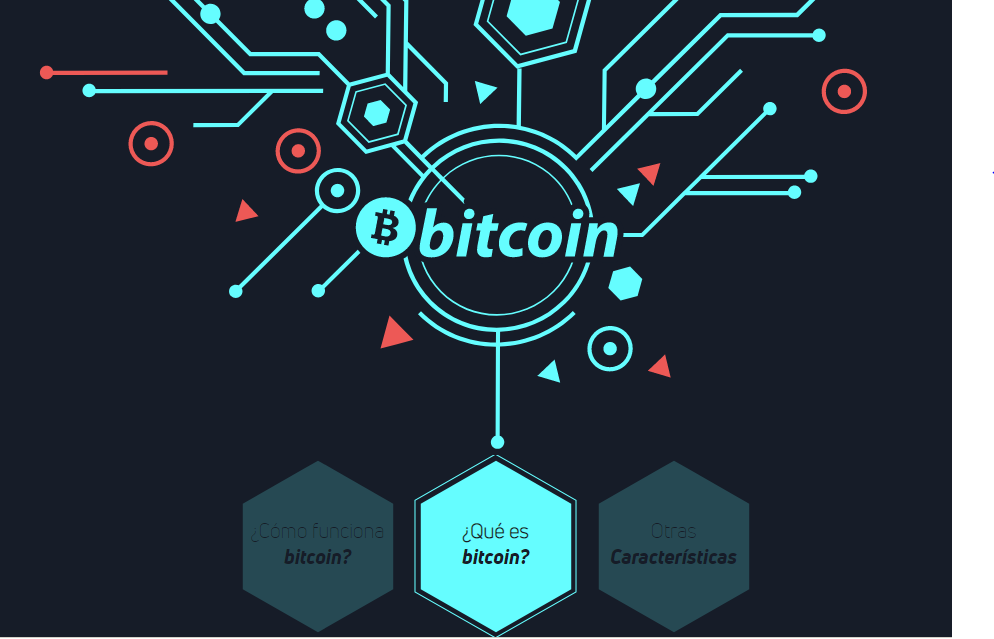 bitcoin
¿Cómo funciona
bitcoin?
¿Qué es
bitcoin?
Otras
Características